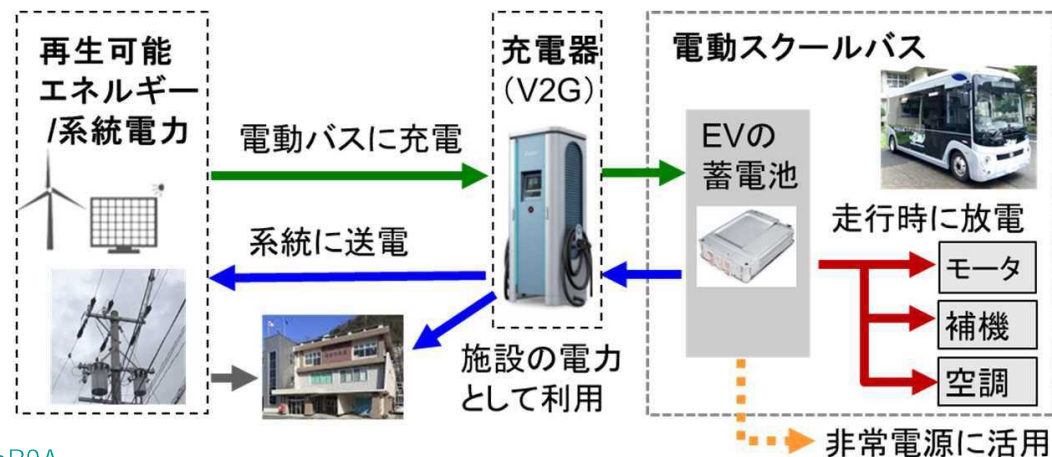 再生可能
エネルギー
/系統電力
充電器
(V2G)
電動スクールバス
電動バスに充電
系統に送電
施設の電力
として利用
EVの
蓄電池
走行時に放電
モータ
補機
空調
非常電源に活用